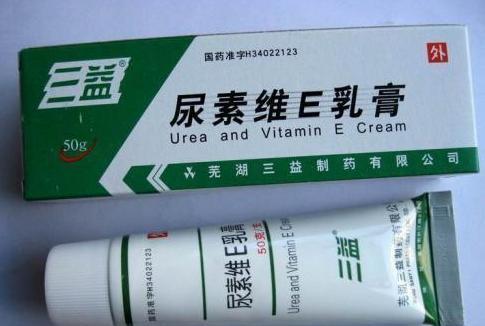 国药准字H34022123
外
三益®
尿素维E乳膏
Urea and Vitamin E Cream
50g
芜湖三益制药有限公司
国药准字H34022123
尿素维E乳膏
50克/支
Urea and Vitamin E Cream
三益
芜湖三益制药有限公